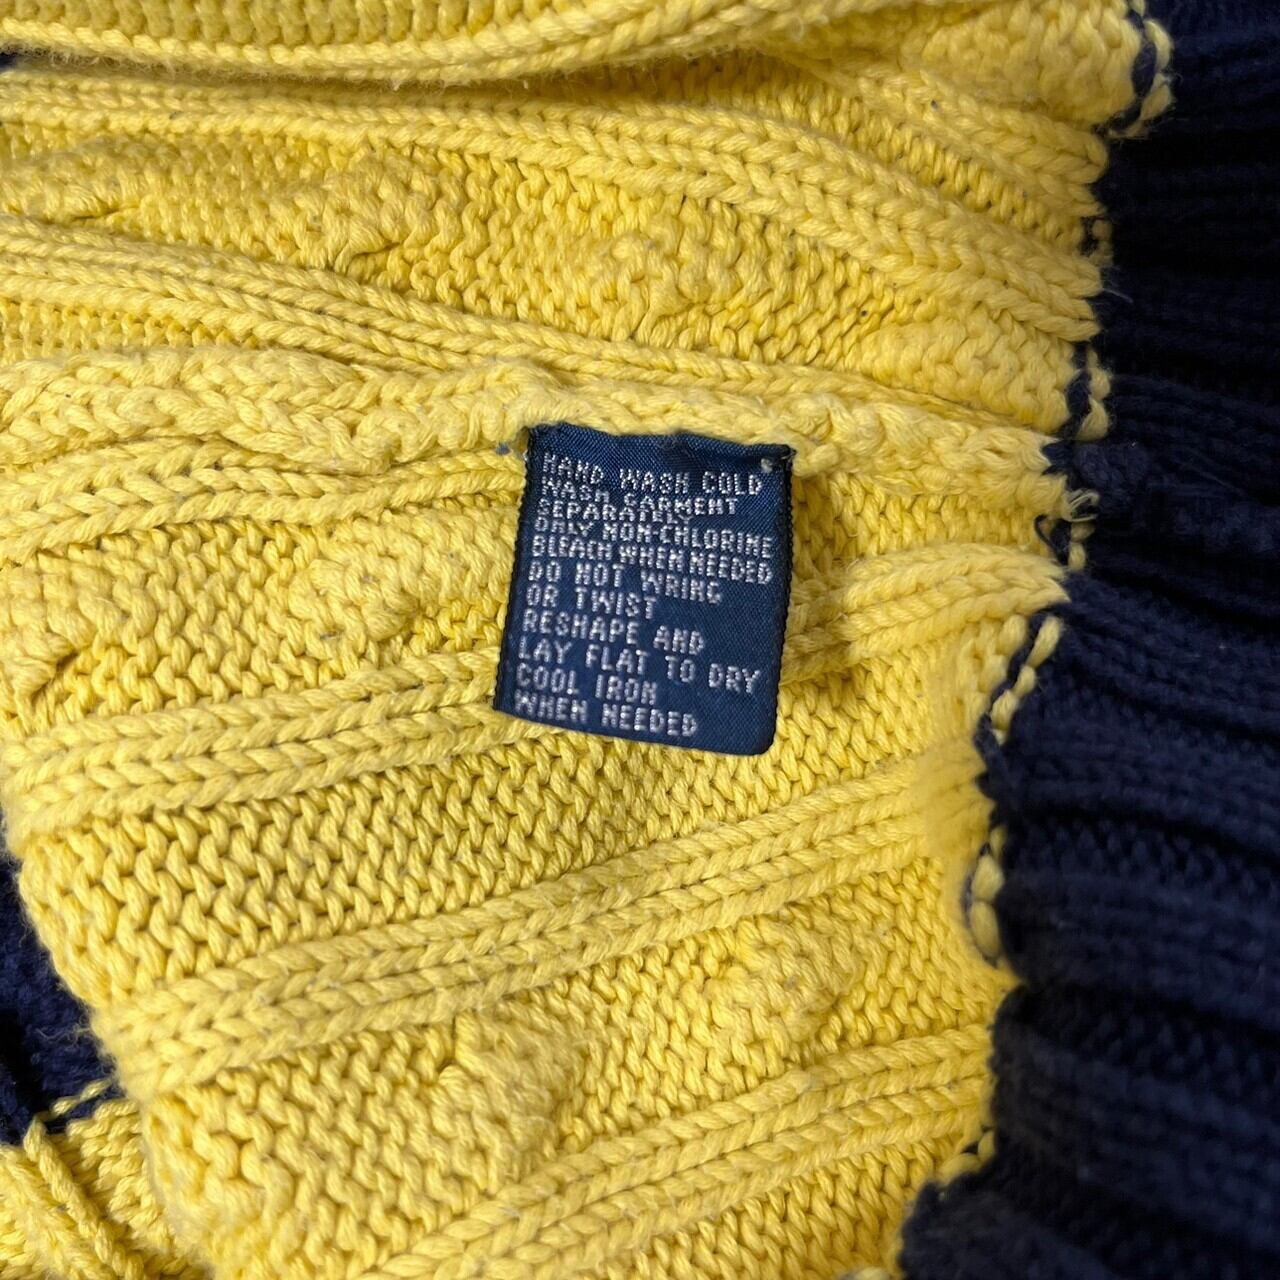 HAND WASH COLD
WASH GARMENT
SEPARATELY
ONLY NON-CHLORINE
BLEACH WHEN NEEDED
DO NOT WRING
OR TWIST
RESHAPE AND
LAY FLAT TO DRY
COOL IRON
WHEN NEEDED